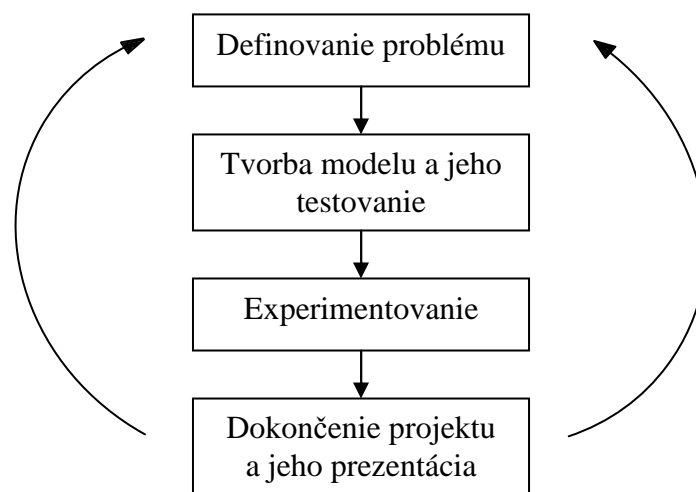 Definovanie problému
Tvorba modelu a jeho
testovanie
Experimentovanie
Dokončenie projektu
a jeho prezentácia